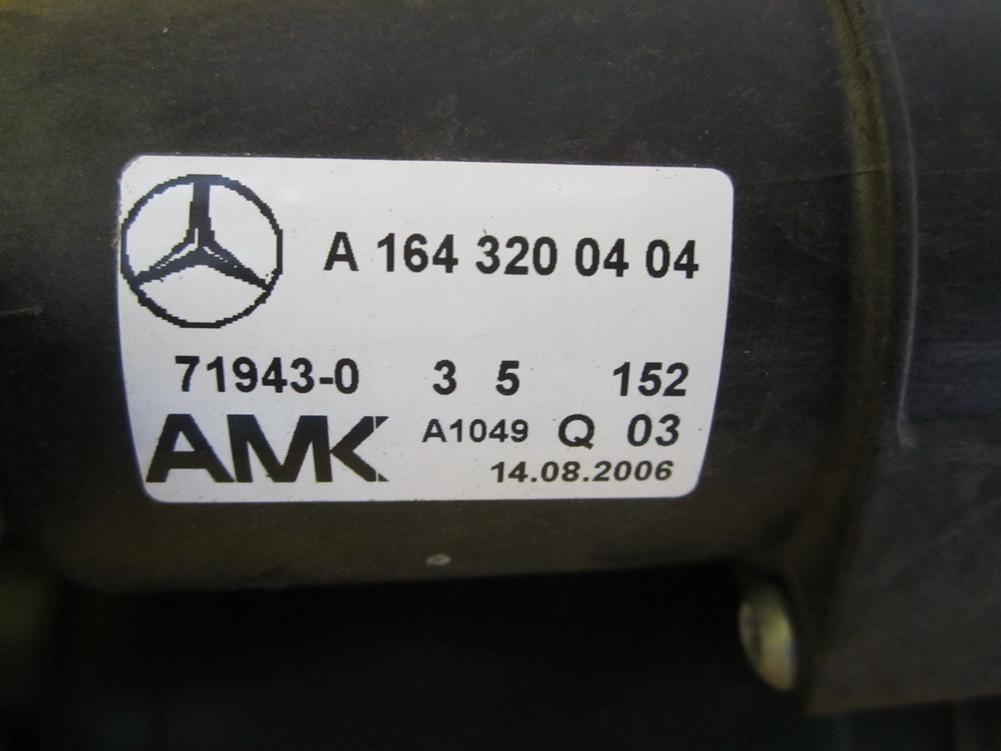 A 164 320 04 04
71943-0 3 5 152
AMK A1049 Q 03
14.08.2006